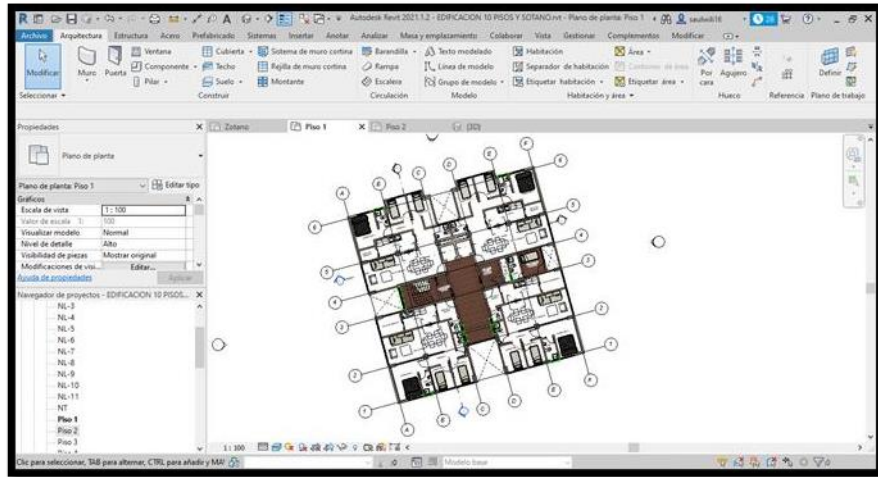 Autodesk Revit 2021.1.2 - EDIFICACION 10 PISOS Y SOTANO.rvt - Plano de planta: Piso 1
Archivo Arquitectura Estructura Acero Prefabricado Sistemas Insertar Anotar Analizar Masa y emplazamiento Colaborar Vista Gestionar Complementos Modificar
Modificar
Muro
Puerta
Ventana
Componente
Pilar
Cubierta
Techo
Suelo
Sistema de muro cortina
Rejilla de muro cortina
Montante
Barandilla
Rampa
Escalera
Texto modelado
Línea de modelo
Grupo de modelo
Habitación
Separador de habitación
Etiquetar habitación
Área
Contorno de área
Etiquetar área
Por cara
Agujero
Definir
Seleccionar Construir Circulación Modelo Habitación y área Hueco Referencia Plano de trabajo
Propiedades
Zotano Piso 1 Piso 2 {3D}
Plano de planta
Plano de planta: Piso 1 Editar tipo
Gráficos
Escala de vista 1 : 100
Valor de escala 1: 100
Visualizar modelo Normal
Nivel de detalle Alto
Visibilidad de piezas Mostrar original
Modificaciones de visi... Editar...
Ayuda de propiedades Aplicar
Navegador de proyectos - EDIFICACION 10 PISOS...
NL-3
NL-4
NL-5
NL-6
NL-7
NL-8
NL-9
NL-10
NL-11
NT
Piso 1
Piso 2
Piso 3
1 : 100
Clic para seleccionar, TAB para alternar, CTRL para añadir y MA
Modelo base